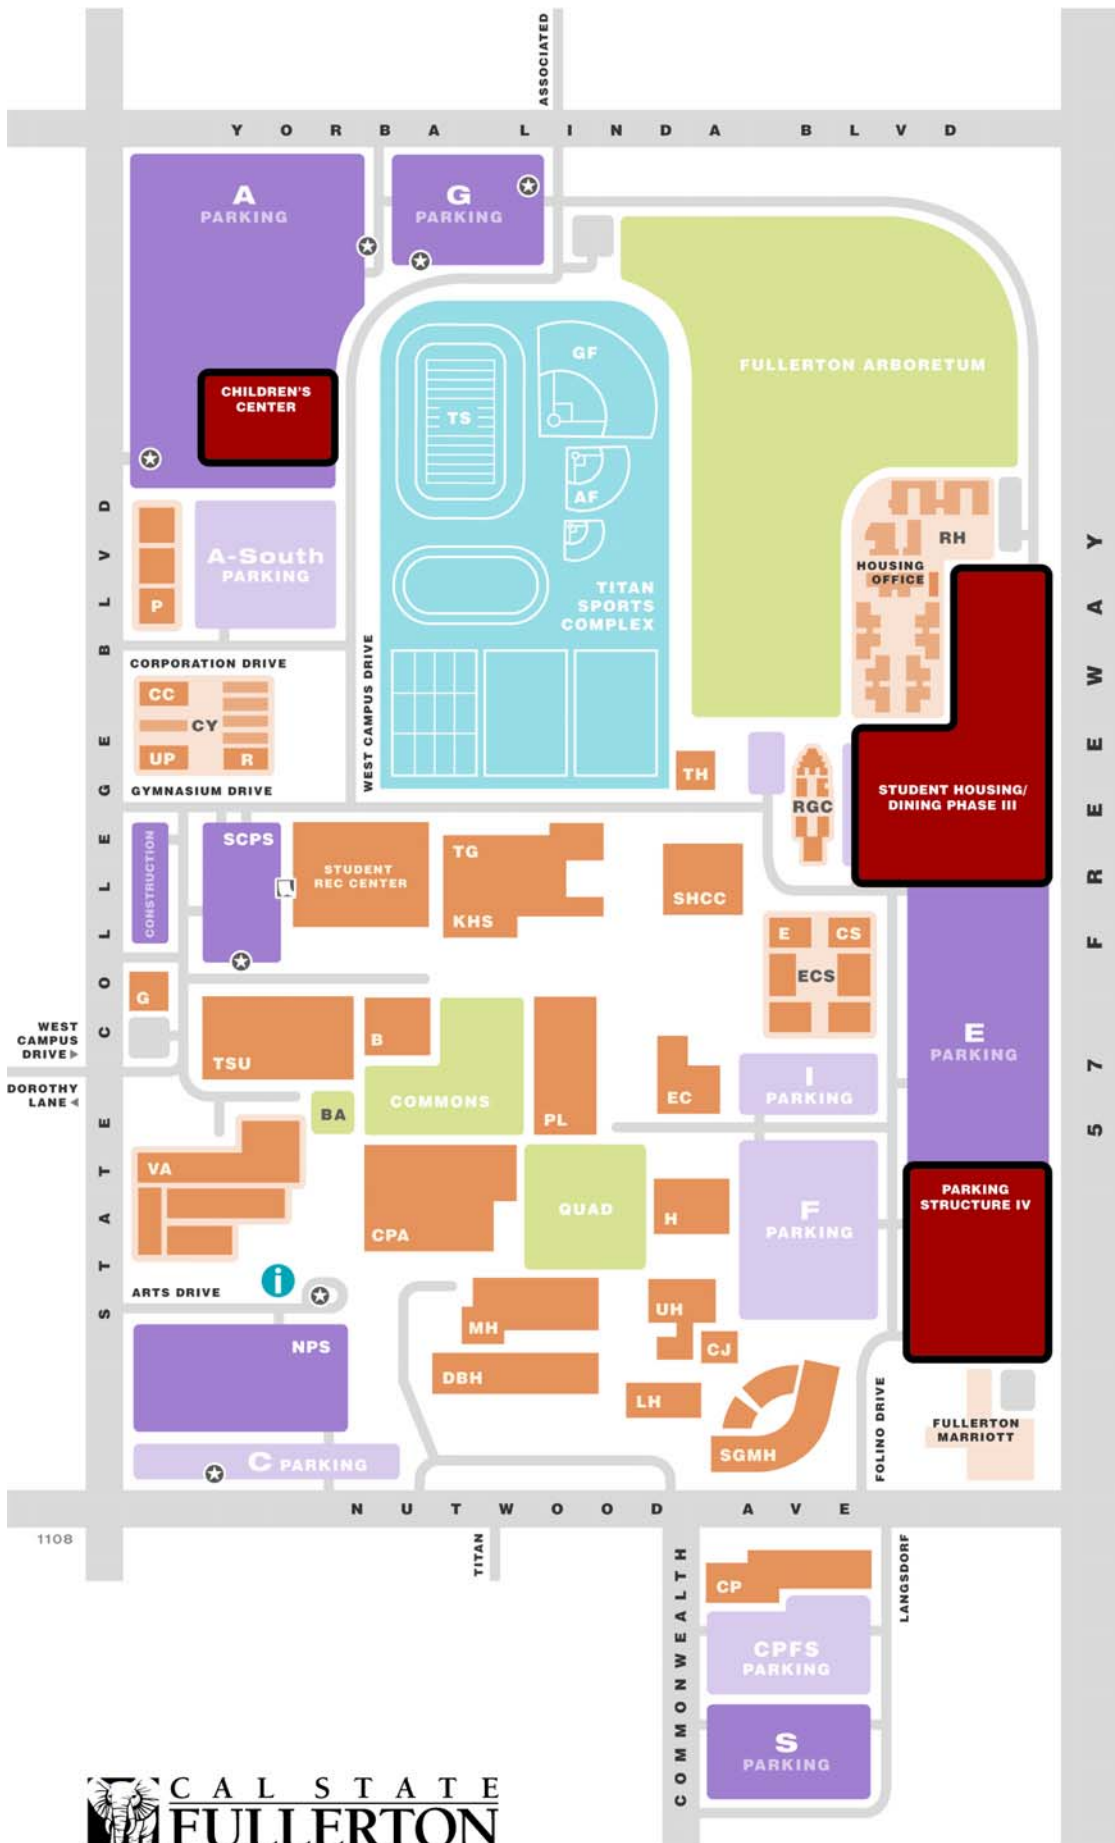 ASSOCIATED
YORBA LINDA BLVD
A
PARKING
G
PARKING
CHILDREN'S
CENTER
GF
TS
AF
FULLERTON ARBORETUM
A-South
PARKING
P
TITAN
SPORTS
COMPLEX
RH
HOUSING
OFFICE
CORPORATION DRIVE
CC
CY
UP
R
GYMNASIUM DRIVE
WEST CAMPUS DRIVE
TH
RGC
STUDENT HOUSING/
DINING PHASE III
STATE COLLEGE BLVD
57 FREEWAY
CONSTRUCTION
SCPS
STUDENT
REC CENTER
TG
KHS
SHCC
E
CS
ECS
G
WEST
CAMPUS
DRIVE
DOROTHY
LANE
TSU
B
COMMONS
BA
PL
EC
I
PARKING
E
PARKING
VA
CPA
QUAD
H
F
PARKING
PARKING
STRUCTURE IV
i
ARTS DRIVE
NPS
MH
DBH
UH
CJ
LH
SGMH
FOLINO DRIVE
FULLERTON
MARRIOTT
C PARKING
NUTWOOD AVE
1108
TITAN
COMMONWEALTH
LANGSDORF
CP
CPFS
PARKING
S
PARKING
CAL STATE
FULLERTON